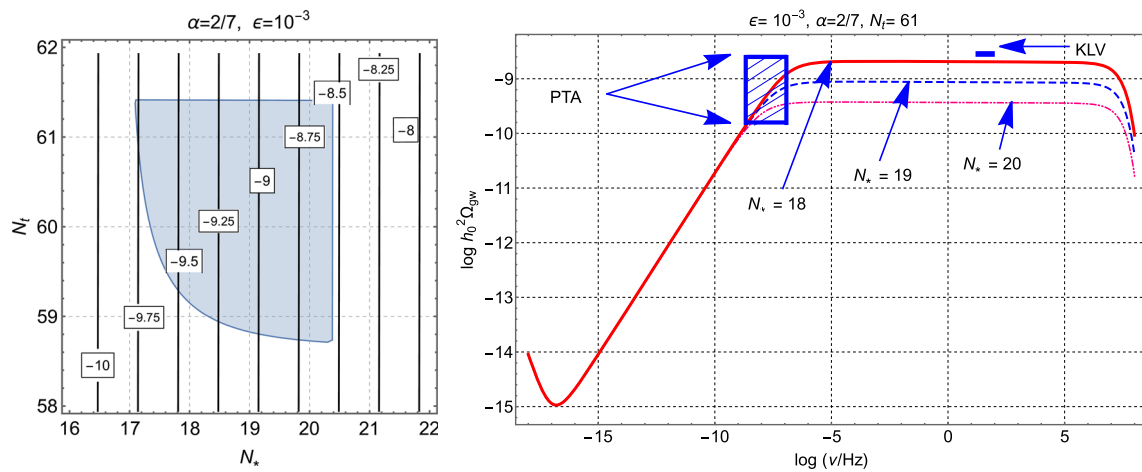 α=2/7, ϵ=10⁻³
62
61
60
59
58
N_t
-10
-9.75
-9.5
-9.25
-9
-8.75
-8.5
-8.25
-8
16 17 18 19 20 21 22
N_*
ϵ= 10⁻³, α=2/7, N_t= 61
KLV
PTA
N_* = 18
N_* = 19
N_* = 20
-9
-10
-11
-12
-13
-14
-15
log h₀²Ω_gw
-15 -10 -5 0 5
log (ν/Hz)